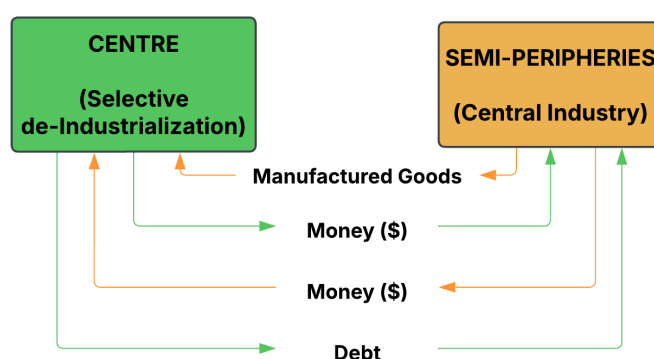 CENTRE
(Selective
de-Industrialization)
SEMI-PERIPHERIES
(Central Industry)
Manufactured Goods
Money ($)
Money ($)
Debt